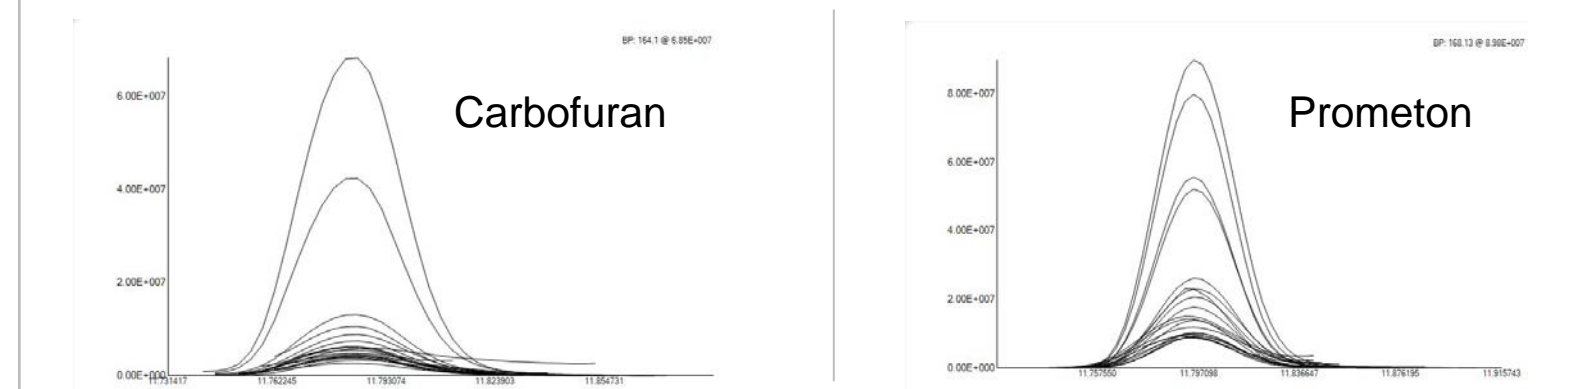 BP: 164.1 @ 6.85E+007
6.00E+007
Carbofuran
4.00E+007
2.00E+007
0.00E+000
11.731417 11.762245 11.793074 11.823903 11.854731
BP: 168.13 @ 8.98E+007
8.00E+007
Prometon
6.00E+007
4.00E+007
2.00E+007
0.00E+000
11.757550 11.797098 11.836647 11.876195 11.915743